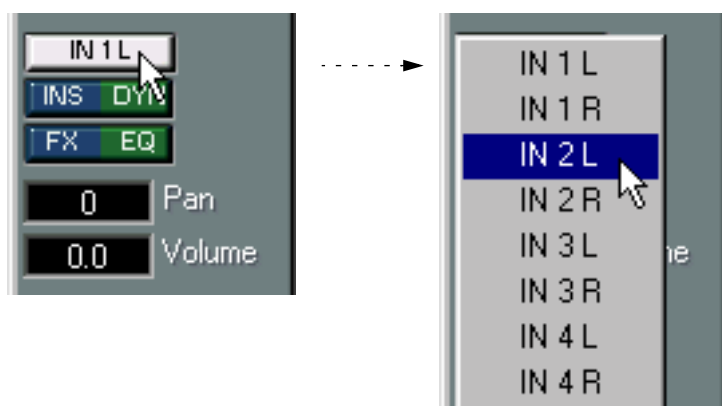 IN 1 L
INS DYN
FX EQ
0 Pan
0.0 Volume
IN 1 L
IN 1 R
IN 2 L
IN 2 R
IN 3 L
IN 3 R
IN 4 L
IN 4 R